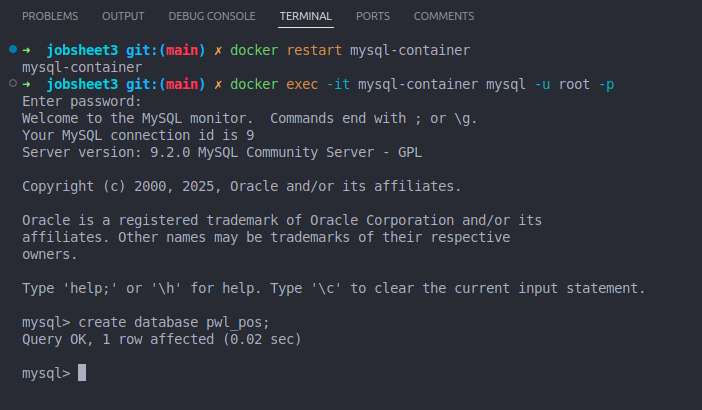 PROBLEMS OUTPUT DEBUG CONSOLE TERMINAL PORTS COMMENTS
➜  jobsheet3 git:(main) ✗ docker restart mysql-container
mysql-container
➜  jobsheet3 git:(main) ✗ docker exec -it mysql-container mysql -u root -p
Enter password:
Welcome to the MySQL monitor.  Commands end with ; or \g.
Your MySQL connection id is 9
Server version: 9.2.0 MySQL Community Server - GPL
Copyright (c) 2000, 2025, Oracle and/or its affiliates.
Oracle is a registered trademark of Oracle Corporation and/or its
affiliates. Other names may be trademarks of their respective
owners.
Type 'help;' or '\h' for help. Type '\c' to clear the current input statement.
mysql> create database pwl_pos;
Query OK, 1 row affected (0.02 sec)
mysql>